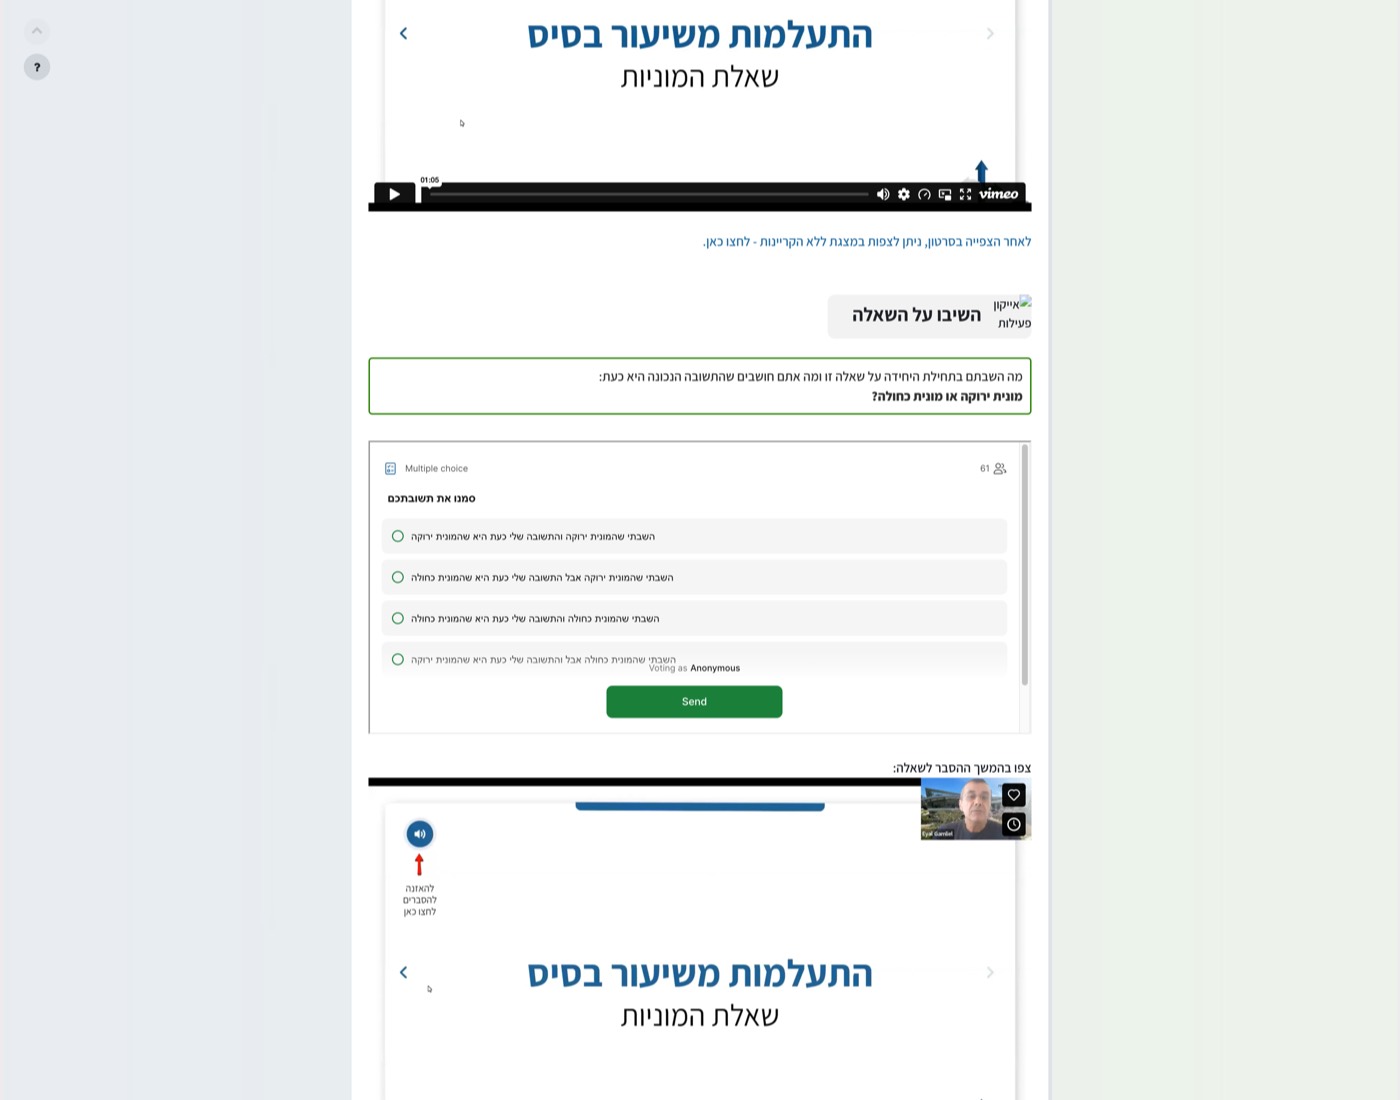 ?
התעלמות משיעור בסיס
שאלת המוניות
01:05
vimeo
לאחר הצפייה בסרטון, ניתן לצפות במצגת ללא הקריינות - לחצו כאן.
אייקון
פעילות
השיבו על השאלה
מה השבתם בתחילת היחידה על שאלה זו ומה אתם חושבים שהתשובה הנכונה היא כעת:
מונית ירוקה או מונית כחולה?
Multiple choice
61
סמנו את תשובתכם
השבתי שהמונית ירוקה והתשובה שלי כעת היא שהמונית ירוקה
השבתי שהמונית ירוקה אבל התשובה שלי כעת היא שהמונית כחולה
השבתי שהמונית כחולה והתשובה שלי כעת היא שהמונית כחולה
השבתי שהמונית כחולה אבל התשובה שלי כעת היא שהמונית ירוקה
Voting as Anonymous
Send
צפו בהמשך ההסבר לשאלה:
Eyal Gamliel
להאזנה
להסברים
לחצו כאן
התעלמות משיעור בסיס
שאלת המוניות